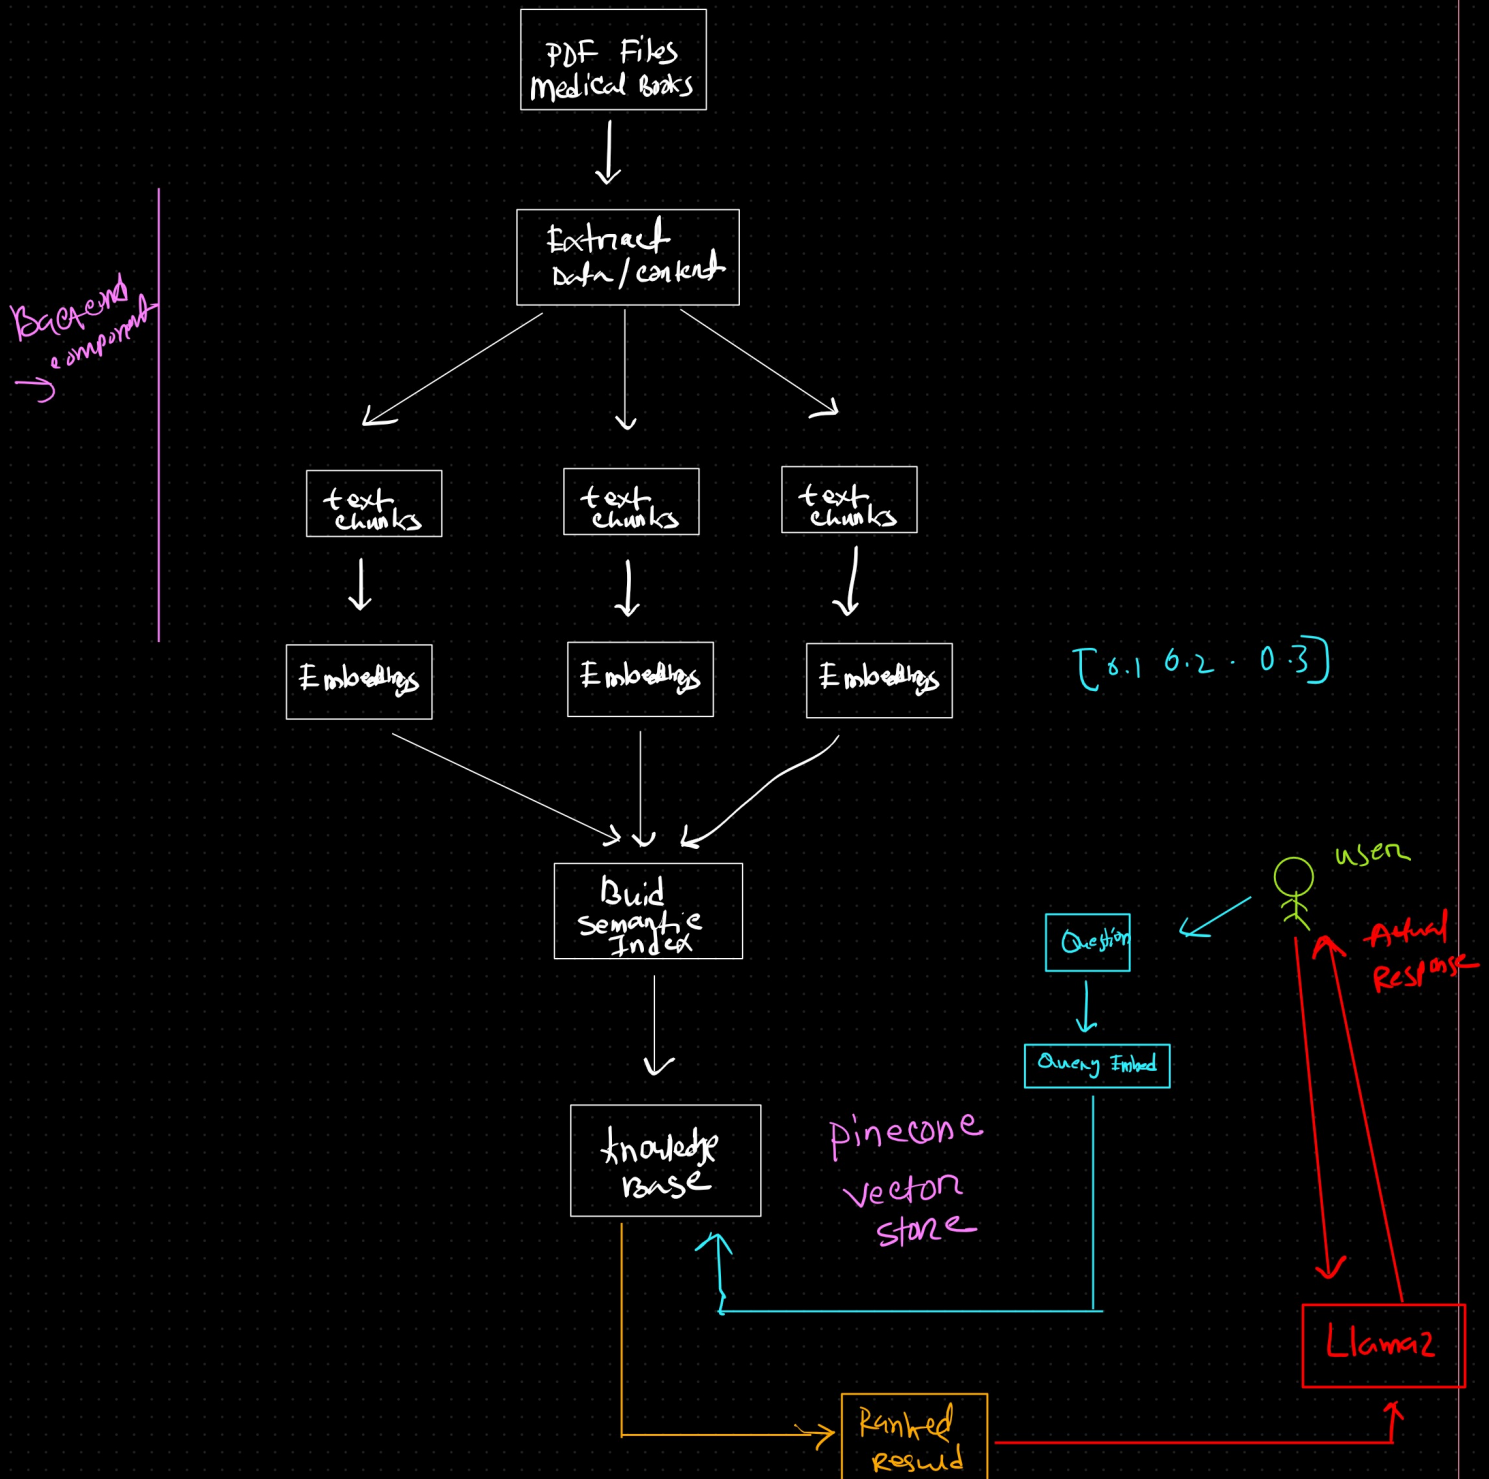 PDF Files
Medical Books
Extract
Data/content
Backend
component
text
chunks
text
chunks
text
chunks
Embeddings
Embeddings
Embeddings
[0.1 0.2 . 0.3]
Buid
Semantic
Index
user
Question
Actual
Response
Query Embed
Knowledge
Base
Pinecone
vector
store
Llama2
Ranked